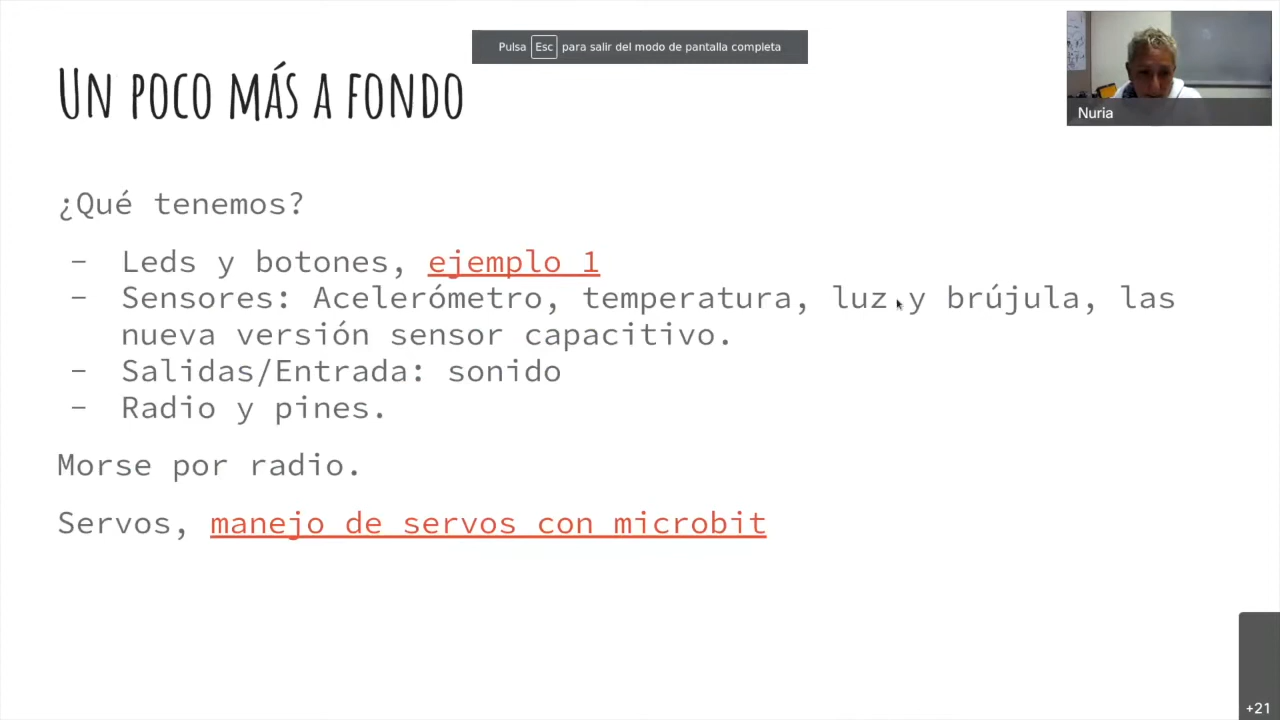 Pulsa Esc para salir del modo de pantalla completa
Un poco más a fondo
Nuria
¿Qué tenemos?
- Leds y botones, ejemplo 1
- Sensores: Acelerómetro, temperatura, luz y brújula, las
nueva versión sensor capacitivo.
- Salidas/Entrada: sonido
- Radio y pines.
Morse por radio.
Servos, manejo de servos con microbit
+21